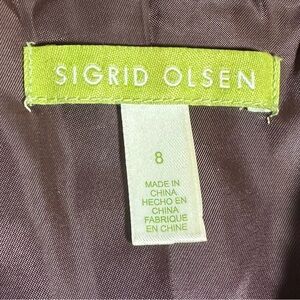 SIGRID OLSEN
8
MADE IN
CHINA
HECHO EN
CHINA
FABRIQUE
EN CHINE